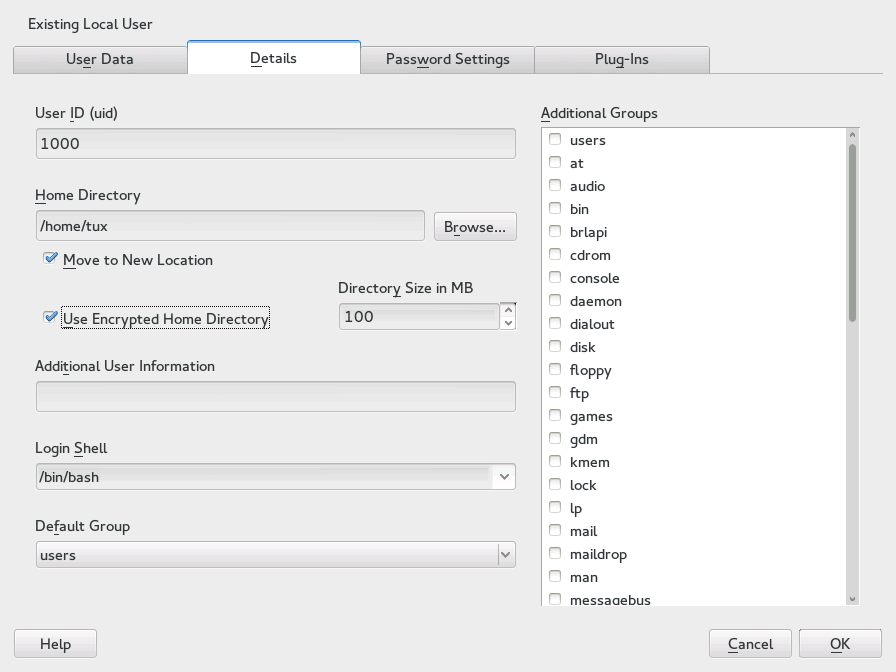 Existing Local User
User Data
Details
Password Settings
Plug-Ins
User ID (uid)
1000
Home Directory
/home/tux
Browse...
Move to New Location
Directory Size in MB
Use Encrypted Home Directory
100
Additional User Information
Login Shell
/bin/bash
Default Group
users
Additional Groups
users
at
audio
bin
brlapi
cdrom
console
daemon
dialout
disk
floppy
ftp
games
gdm
kmem
lock
lp
mail
maildrop
man
messagebus
Help
Cancel
OK